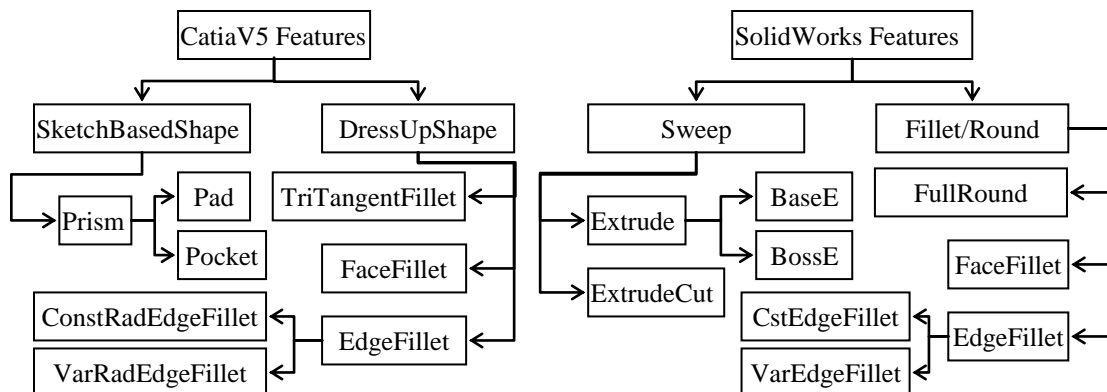 CatiaV5 Features
SolidWorks Features
SketchBasedShape
DressUpShape
Sweep
Fillet/Round
TriTangentFillet
Pad
Prism
Pocket
FaceFillet
ConstRadEdgeFillet
EdgeFillet
VarRadEdgeFillet
BaseE
FullRound
Extrude
BossE
FaceFillet
ExtrudeCut
CstEdgeFillet
EdgeFillet
VarEdgeFillet